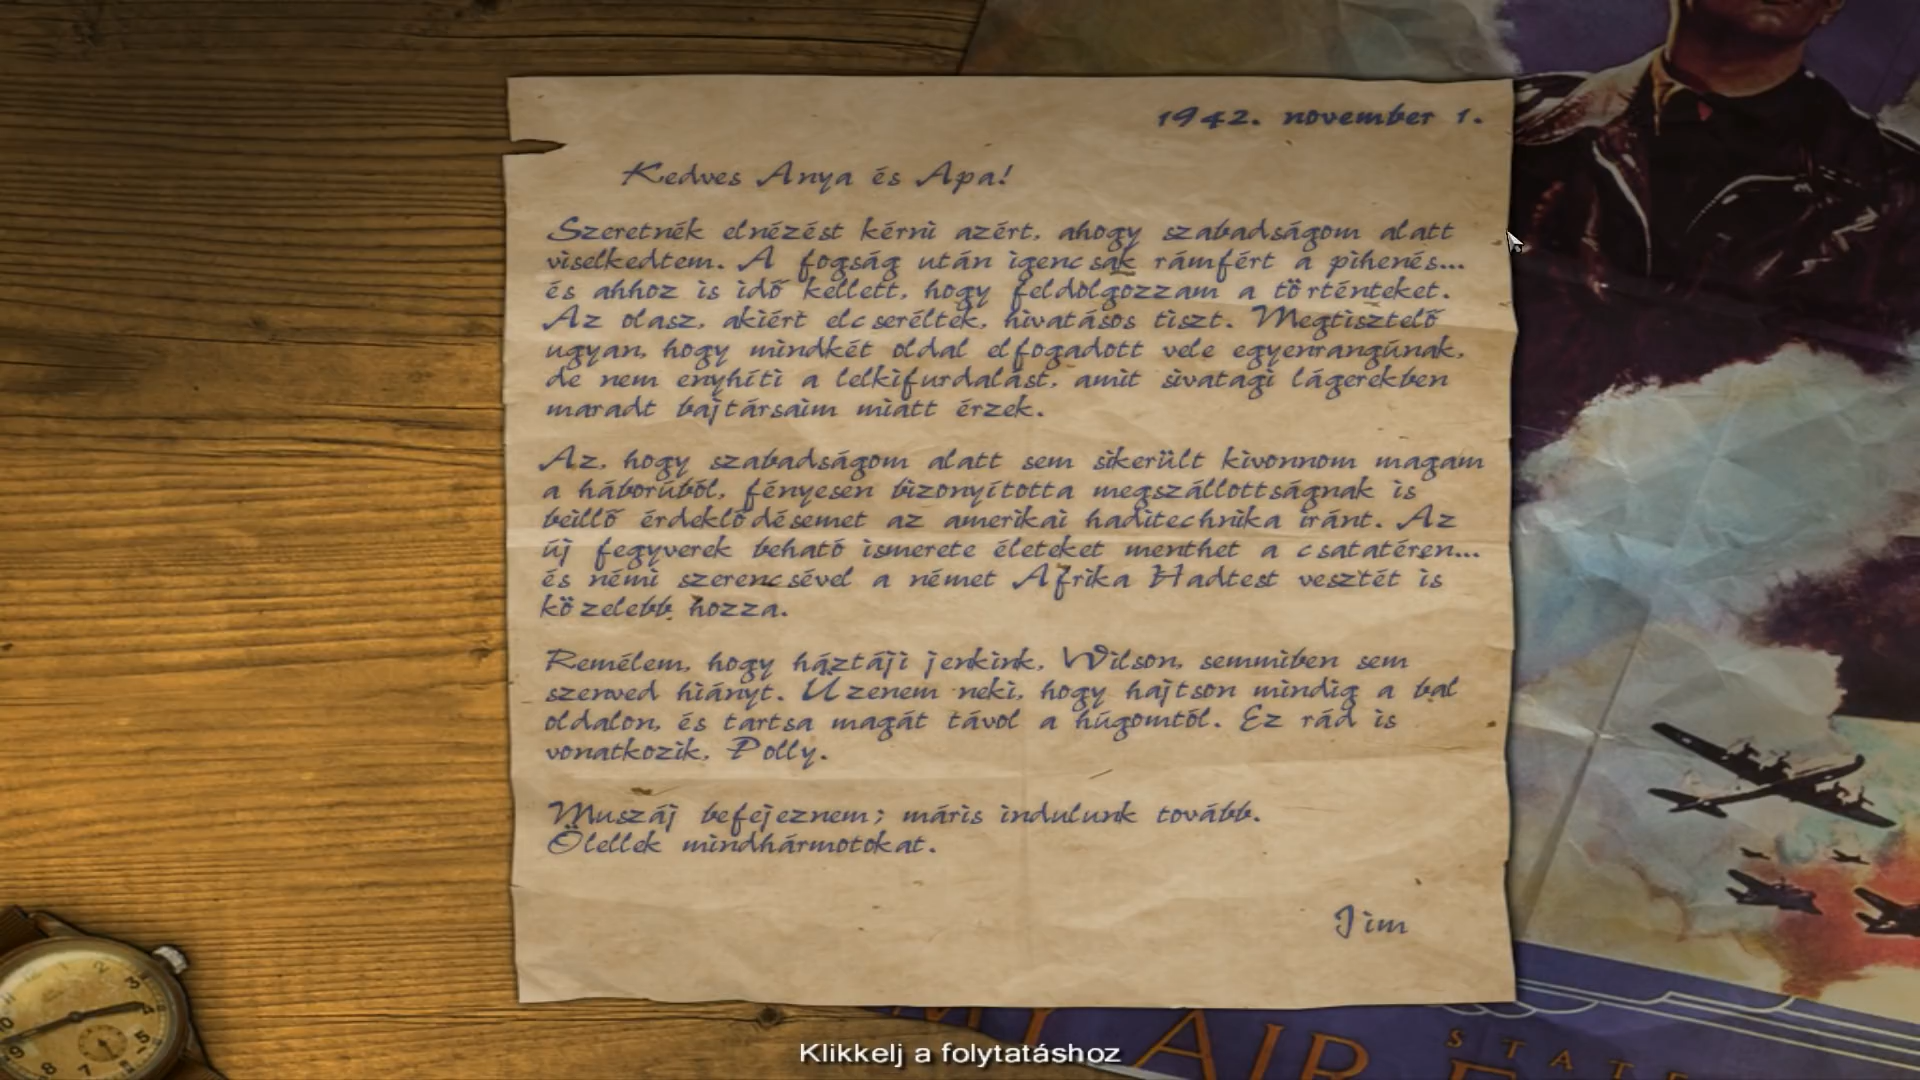 1942. november 1.
Kedves Anya és Apa!
Szeretnék elnézést kérni azért, ahogy szabadságom alatt
viselkedtem. A fogság után igencsak rámfért a pihenés...
és ahhoz is idő kellett, hogy feldolgozzam a történteket.
Az olasz, akiért elcseréltek, hivatásos tiszt. Megtisztelő
ugyan, hogy mindkét oldal elfogadott vele egyenrangúnak,
de nem enyhíti a lelkifurdalást, amit sivatagi lágerekben
maradt bajtársaim miatt érzek.
Az, hogy szabadságom alatt sem sikerült kivonnom magam
a háborúból, fényesen bizonyította megszállottságnak is
beillő érdeklődésemet az amerikai haditechnika iránt. Az
új fegyverek beható ismerete életeket menthet a csatatéren...
és némi szerencsével a német Afrika Hadtest vesztét is
közelebb hozza.
Remélem, hogy háztáji jenkink, Wilson, semmiben sem
szenved hiányt. Üzenem neki, hogy hajtson mindig a bal
oldalon, és tartsa magát távol a húgomtól. Ez rád is
vonatkozik, Polly.
Muszáj befejeznem; máris indulunk tovább.
Ölellek mindhármotokat.
Jim
STATE
MY AIR F
Klikkelj a folytatáshoz